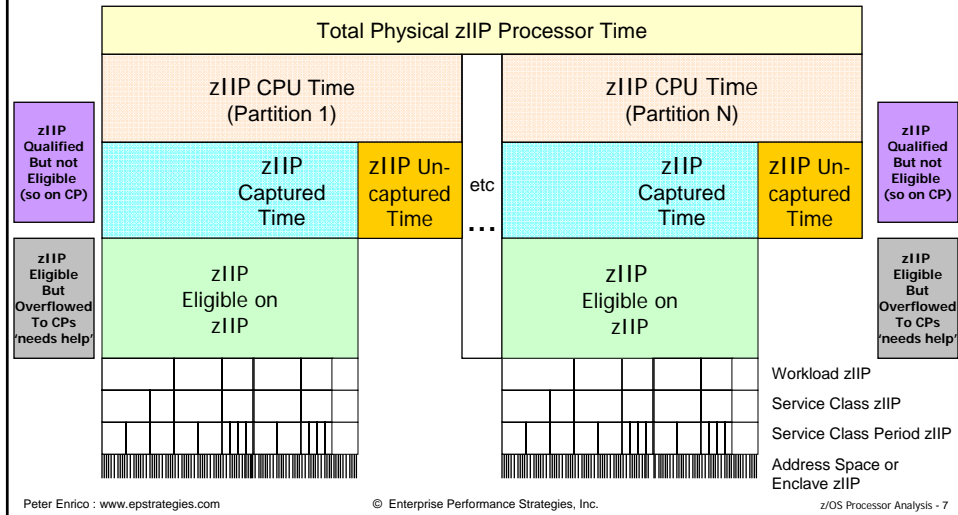 Total Physical zIIP Processor Time
zIIP CPU Time
(Partition 1)
zIIP CPU Time
(Partition N)
zIIP
Qualified
But not
Eligible
(so on CP)
zIIP
Captured
Time
zIIP Un-
captured
Time
etc
...
zIIP
Captured
Time
zIIP Un-
captured
Time
zIIP
Qualified
But not
Eligible
(so on CP)
zIIP
Eligible
But
Overflowed
To CPs
'needs help'
zIIP
Eligible on
zIIP
zIIP
Eligible on
zIIP
zIIP
Eligible
But
Overflowed
To CPs
'needs help'
Workload zIIP
Service Class zIIP
Service Class Period zIIP
Address Space or
Enclave zIIP
Peter Enrico : www.epstrategies.com
© Enterprise Performance Strategies, Inc.
z/OS Processor Analysis - 7